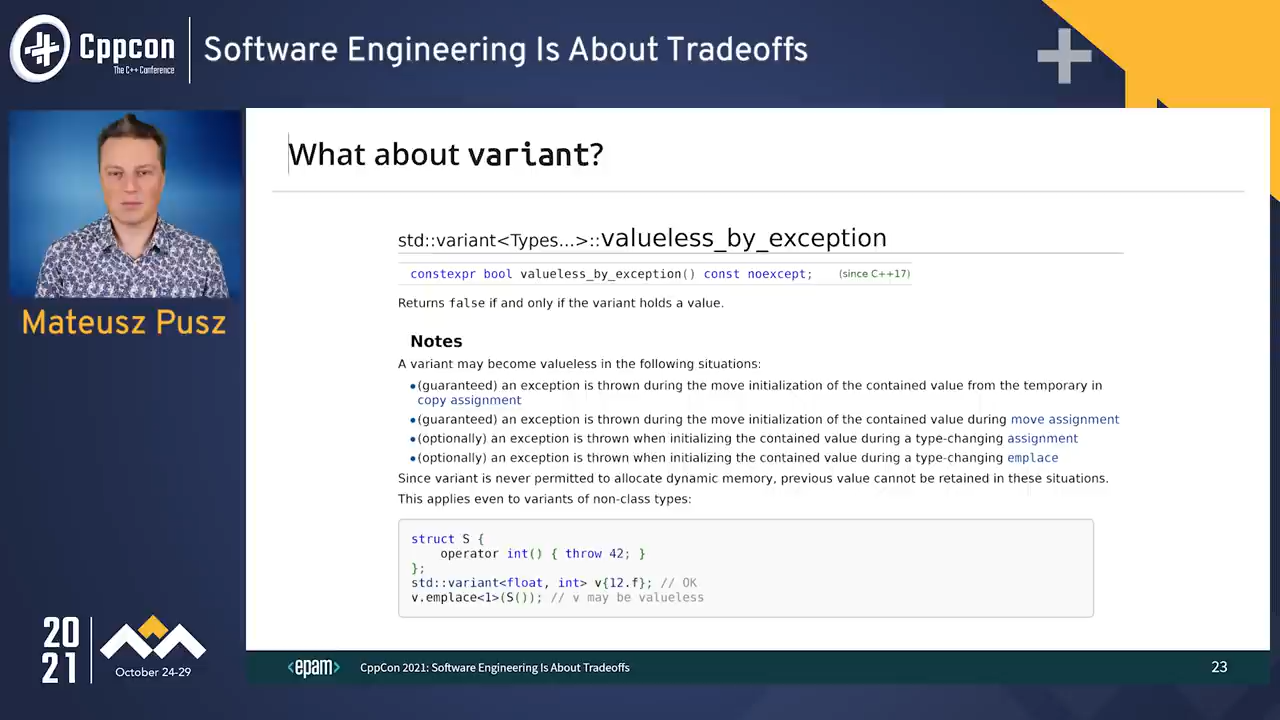 Cppcon
The C++ Conference
Software Engineering Is About Tradeoffs
Mateusz Pusz
What about variant?
std::variant<Types...>::valueless_by_exception
constexpr bool valueless_by_exception() const noexcept; (since C++17)
Returns false if and only if the variant holds a value.
Notes
A variant may become valueless in the following situations:
•(guaranteed) an exception is thrown during the move initialization of the contained value from the temporary in
copy assignment
•(guaranteed) an exception is thrown during the move initialization of the contained value during move assignment
•(optionally) an exception is thrown when initializing the contained value during a type-changing assignment
•(optionally) an exception is thrown when initializing the contained value during a type-changing emplace
Since variant is never permitted to allocate dynamic memory, previous value cannot be retained in these situations.
This applies even to variants of non-class types:
struct S {
    operator int() { throw 42; }
};
std::variant<float, int> v{12.f}; // OK
v.emplace<1>(S()); // v may be valueless
20
21
October 24-29
<epam>
CppCon 2021: Software Engineering Is About Tradeoffs
23